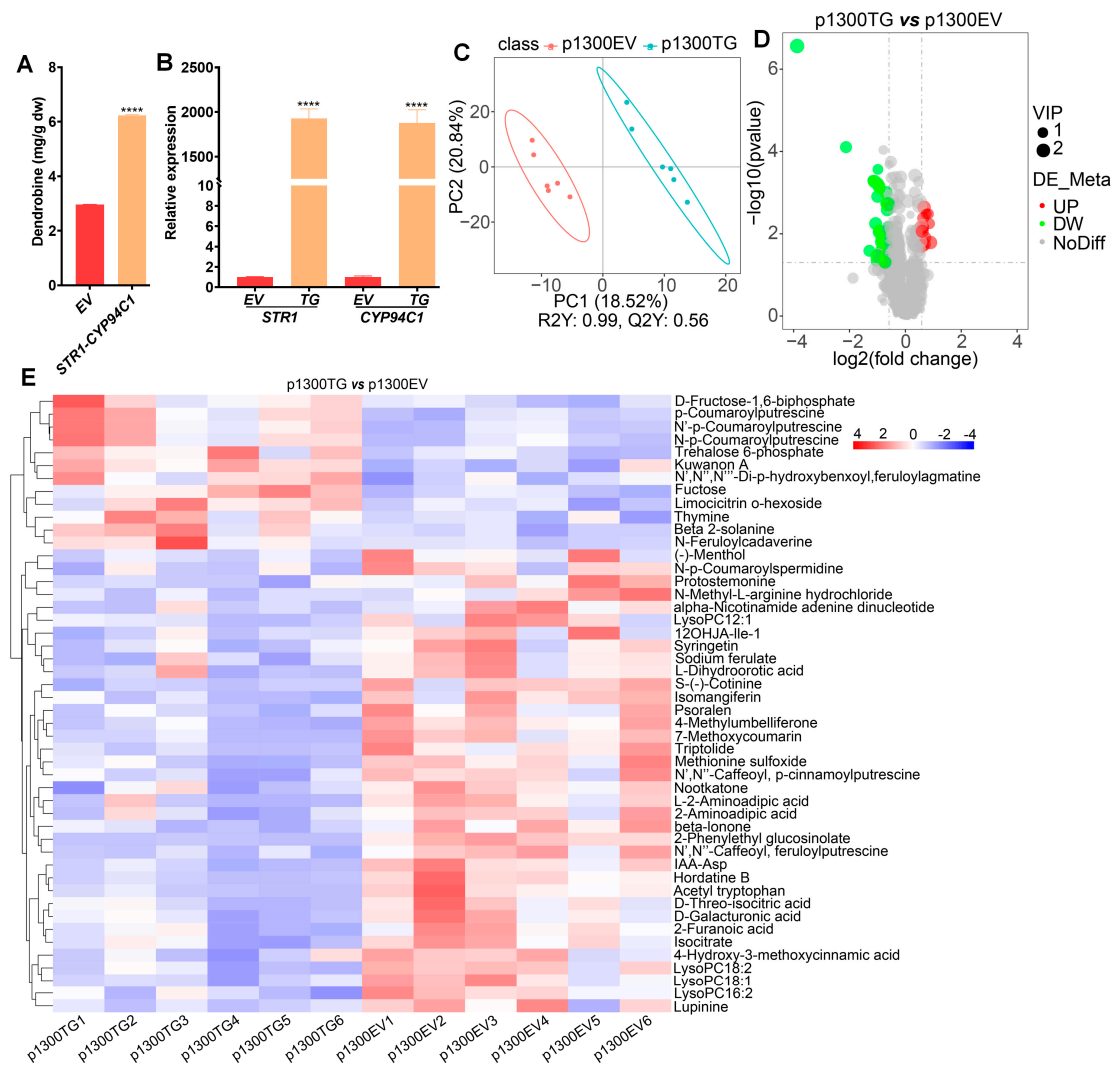 A
8
6
4
2
0
Dendrobine (mg/g dw)
****
EV
STR1-CYP94C1
B
2500
2000
1500
10
8
6
4
2
0
Relative expression
****
****
EV TG EV TG
STR1 CYP94C1
C
class p1300EV p1300TG
20
0
−20
PC2 (20.84%)
−10 0 10 20
PC1 (18.52%)
R2Y: 0.99, Q2Y: 0.56
D
p1300TG vs p1300EV
6
4
2
0
-log10(pvalue)
−4 −2 0 2 4
log2(fold change)
VIP
1
2
DE_Meta
UP
DW
NoDiff
E
p1300TG vs p1300EV
4 2 0 -2 -4
D-Fructose-1,6-biphosphate
p-Coumaroylputrescine
N'-p-Coumaroylputrescine
N-p-Coumaroylputrescine
Trehalose 6-phosphate
Kuwanon A
N',N'',N'''-Di-p-hydroxybenxoyl,feruloylagmatine
Fuctose
Limocicitrin o-hexoside
Thymine
Beta 2-solanine
N-Feruloylcadaverine
(-)-Menthol
N-p-Coumaroylspermidine
Protostemonine
N-Methyl-L-arginine hydrochloride
alpha-Nicotinamide adenine dinucleotide
LysoPC12:1
12OHJA-Ile-1
Syringetin
Sodium ferulate
L-Dihydroorotic acid
S-(-)-Cotinine
Isomangiferin
Psoralen
4-Methylumbelliferone
7-Methoxycoumarin
Triptolide
Methionine sulfoxide
N',N''-Caffeoyl, p-cinnamoylputrescine
Nootkatone
L-2-Aminoadipic acid
2-Aminoadipic acid
beta-Ionone
2-Phenylethyl glucosinolate
N',N''-Caffeoyl, feruloylputrescine
IAA-Asp
Hordatine B
Acetyl tryptophan
D-Threo-isocitric acid
D-Galacturonic acid
2-Furanoic acid
Isocitrate
4-Hydroxy-3-methoxycinnamic acid
LysoPC18:2
LysoPC18:1
LysoPC16:2
Lupinine
p1300TG1 p1300TG2 p1300TG3 p1300TG4 p1300TG5 p1300TG6 p1300EV1 p1300EV2 p1300EV3 p1300EV4 p1300EV5 p1300EV6